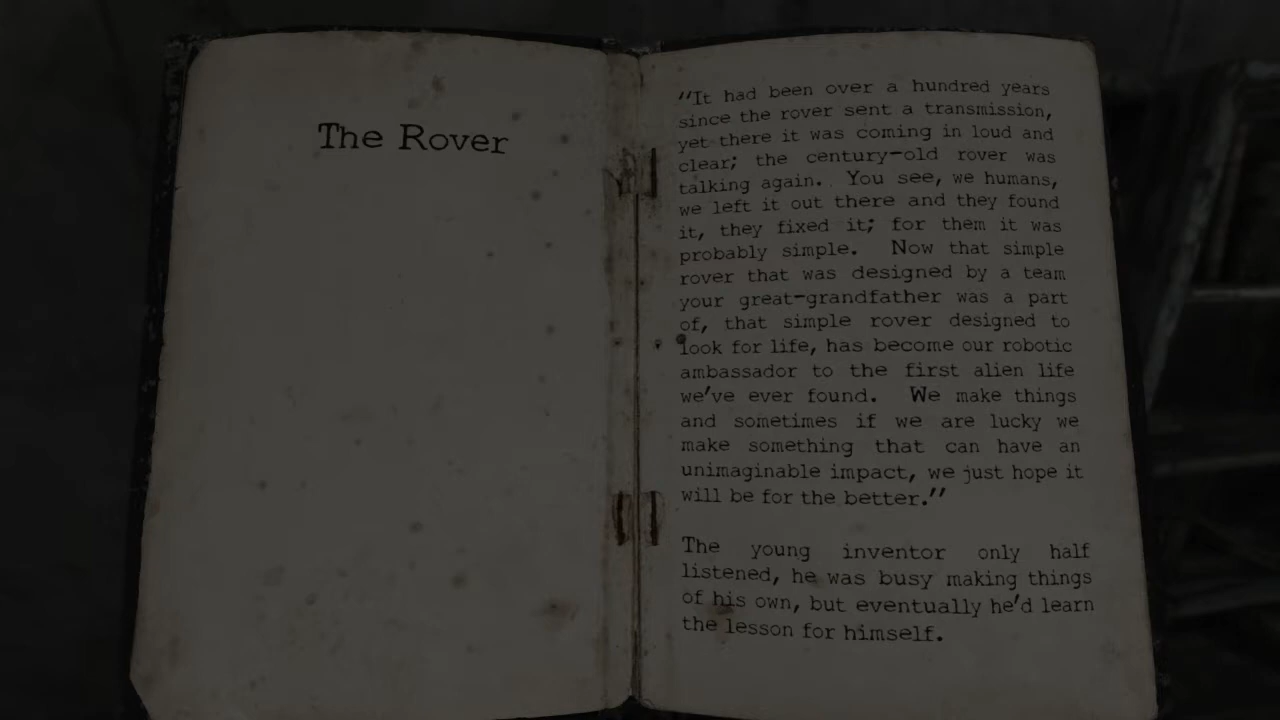 The Rover
"It had been over a hundred years
since the rover sent a transmission,
yet there it was coming in loud and
clear; the century-old rover was
talking again. You see, we humans,
we left it out there and they found
it, they fixed it; for them it was
probably simple. Now that simple
rover that was designed by a team
your great-grandfather was a part
of, that simple rover designed to
look for life, has become our robotic
ambassador to the first alien life
we've ever found. We make things
and sometimes if we are lucky we
make something that can have an
unimaginable impact, we just hope it
will be for the better."
The young inventor only half
listened, he was busy making things
of his own, but eventually he'd learn
the lesson for himself.